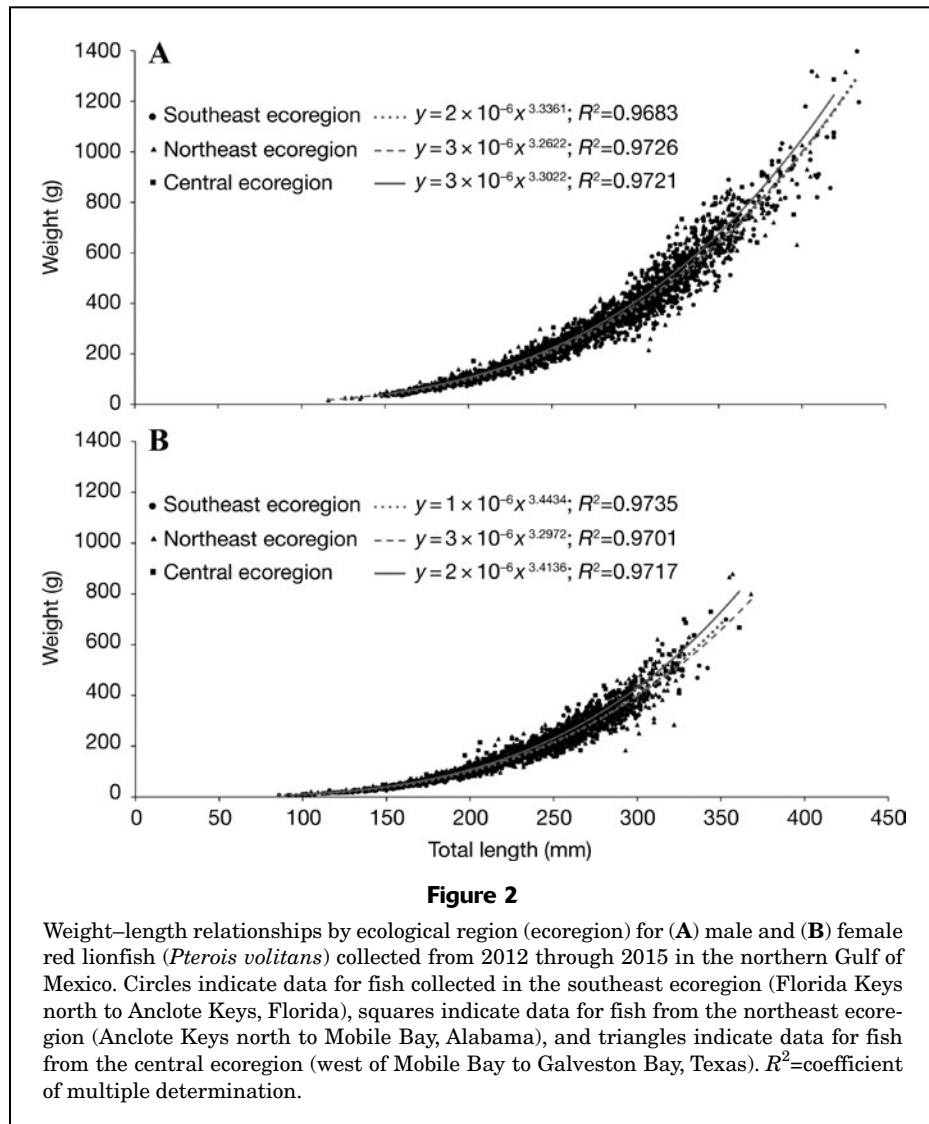 A
1400
1200
1000
800
600
400
200
0
Weight (g)
Southeast ecoregion y = 2 × 10⁻⁶x³·³³⁶¹; R²=0.9683
Northeast ecoregion y = 3 × 10⁻⁶x³·²⁶²²; R²=0.9726
Central ecoregion y = 3 × 10⁻⁶x³·³⁰²²; R²=0.9721
B
1400
1200
1000
800
600
400
200
0
Weight (g)
Southeast ecoregion y = 1 × 10⁻⁶x³·⁴⁴³⁴; R²=0.9735
Northeast ecoregion y = 3 × 10⁻⁶x³·²⁹⁷²; R²=0.9701
Central ecoregion y = 2 × 10⁻⁶x³·⁴¹³⁶; R²=0.9717
0 50 100 150 200 250 300 350 400 450
Total length (mm)
Figure 2
Weight–length relationships by ecological region (ecoregion) for (A) male and (B) female
red lionfish (Pterois volitans) collected from 2012 through 2015 in the northern Gulf of
Mexico. Circles indicate data for fish collected in the southeast ecoregion (Florida Keys
north to Anclote Keys, Florida), squares indicate data for fish from the northeast ecore-
gion (Anclote Keys north to Mobile Bay, Alabama), and triangles indicate data for fish
from the central ecoregion (west of Mobile Bay to Galveston Bay, Texas). R²=coefficient
of multiple determination.